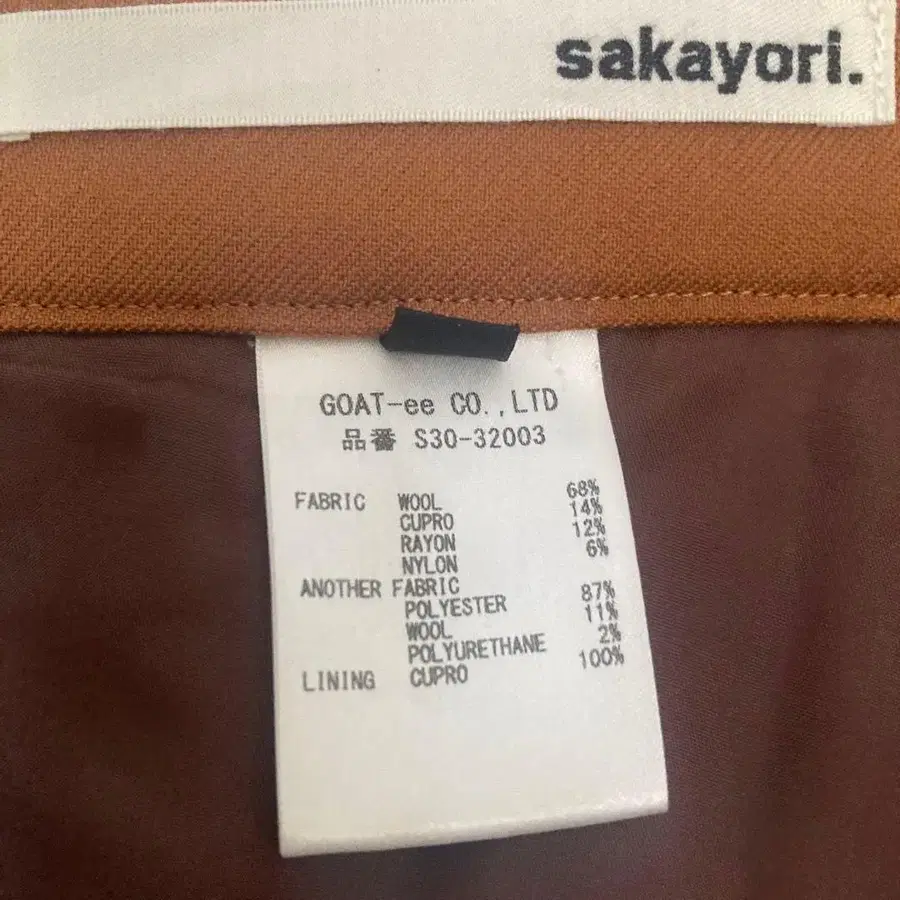 sakayori.
GOAT-ee CO.,LTD
品番 S30-32003
FABRIC WOOL 68%
CUPRO 14%
RAYON 12%
NYLON 6%
ANOTHER FABRIC
POLYESTER 87%
WOOL 11%
POLYURETHANE 2%
LINING CUPRO 100%